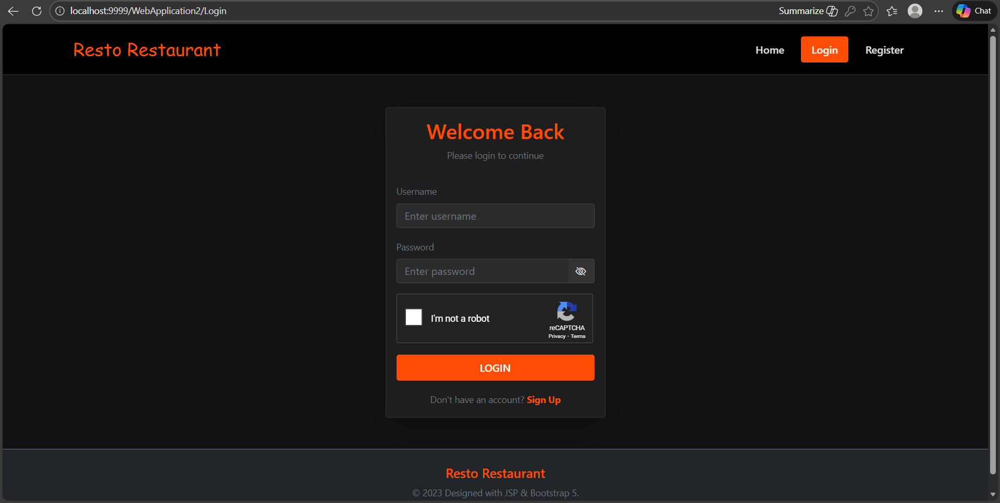 localhost:9999/WebApplication2/Login
Summarize
Chat
Resto Restaurant
Home
Login
Register
Welcome Back
Please login to continue
Username
Enter username
Password
Enter password
I'm not a robot
reCAPTCHA
Privacy - Terms
LOGIN
Don't have an account? Sign Up
Resto Restaurant
© 2023 Designed with JSP & Bootstrap 5.